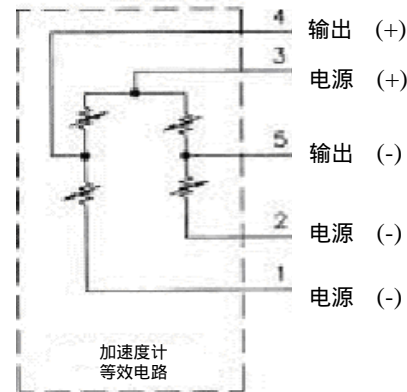 4 输出 (+)
3 电源 (+)
5 输出 (-)
2 电源 (-)
1 电源 (-)
加速度计
等效电路